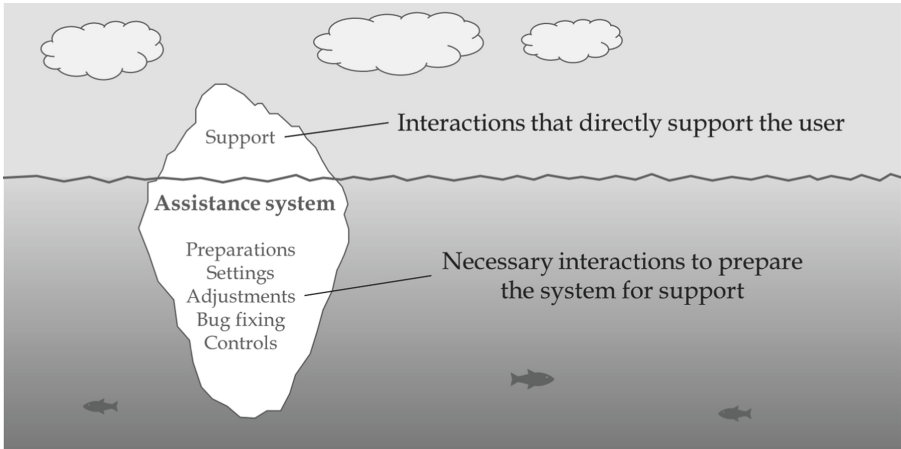 Support
Interactions that directly support the user
Assistance system
Preparations
Settings
Adjustments
Bug fixing
Controls
Necessary interactions to prepare
the system for support